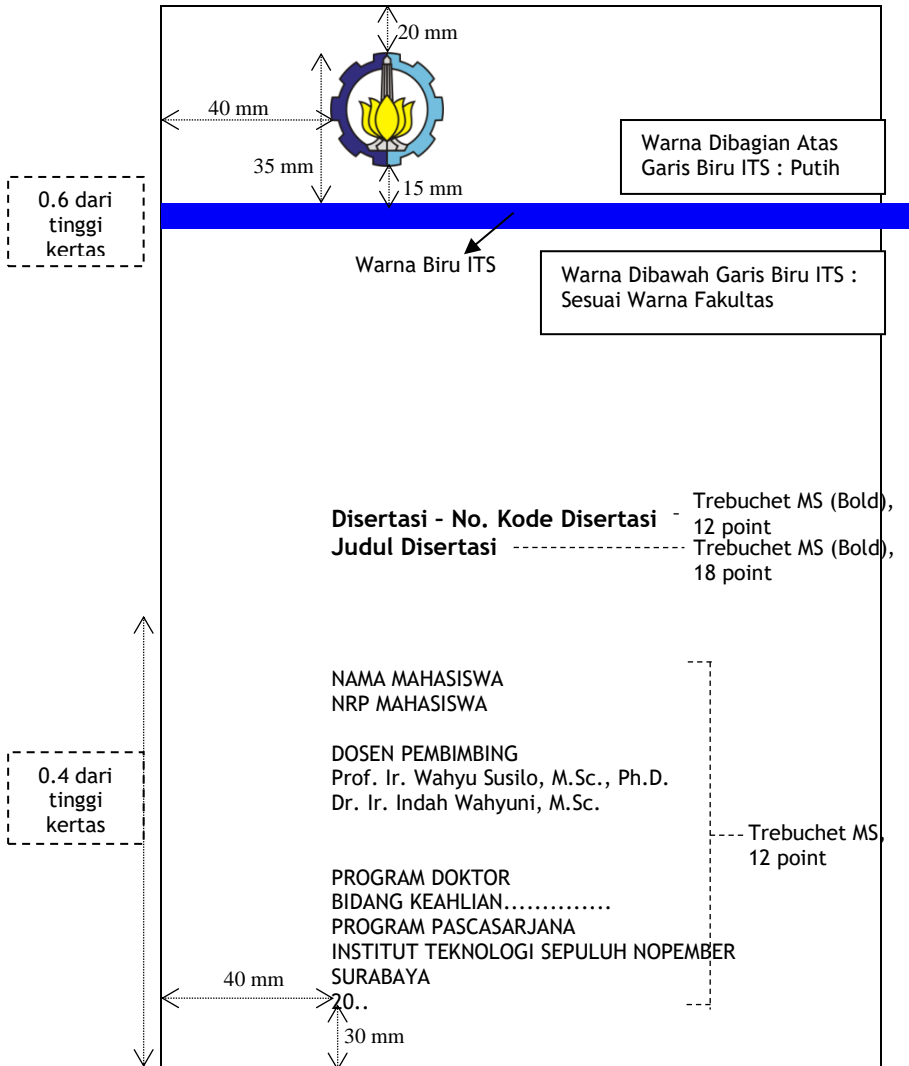 20 mm
40 mm
Warna Dibagian Atas
Garis Biru ITS : Putih
35 mm
15 mm
0.6 dari
tinggi
kertas
Warna Biru ITS
Warna Dibawah Garis Biru ITS :
Sesuai Warna Fakultas
Disertasi – No. Kode Disertasi
Trebuchet MS (Bold),
12 point
Judul Disertasi
Trebuchet MS (Bold),
18 point
NAMA MAHASISWA
NRP MAHASISWA
DOSEN PEMBIMBING
Prof. Ir. Wahyu Susilo, M.Sc., Ph.D.
Dr. Ir. Indah Wahyuni, M.Sc.
0.4 dari
tinggi
kertas
Trebuchet MS,
12 point
PROGRAM DOKTOR
BIDANG KEAHLIAN..............
PROGRAM PASCASARJANA
INSTITUT TEKNOLOGI SEPULUH NOPEMBER
SURABAYA
20..
40 mm
30 mm